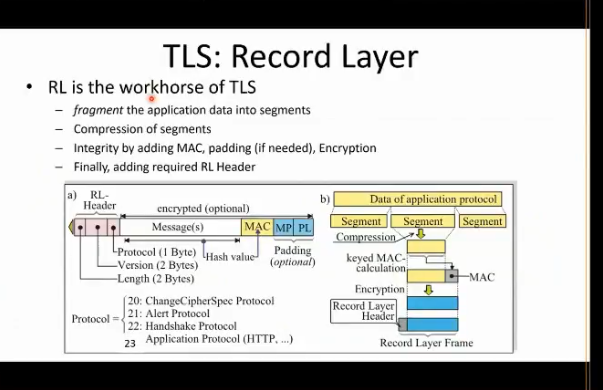 TLS: Record Layer
• RL is the workhorse of TLS
– fragment the application data into segments
– Compression of segments
– Integrity by adding MAC, padding (if needed), Encryption
– Finally, adding required RL Header
a)
RL-
Header
encrypted (optional)
Message(s)
MAC
MP
PL
Hash value
Padding
(optional)
Protocol (1 Byte)
Version (2 Bytes)
Length (2 Bytes)
Protocol =
20: ChangeCipherSpec Protocol
21: Alert Protocol
22: Handshake Protocol
23 Application Protocol (HTTP, ...)
b)
Data of application protocol
Segment Segment Segment
Compression
keyed MAC-
calculation
MAC
Encryption
Record Layer
Header
Record Layer Frame